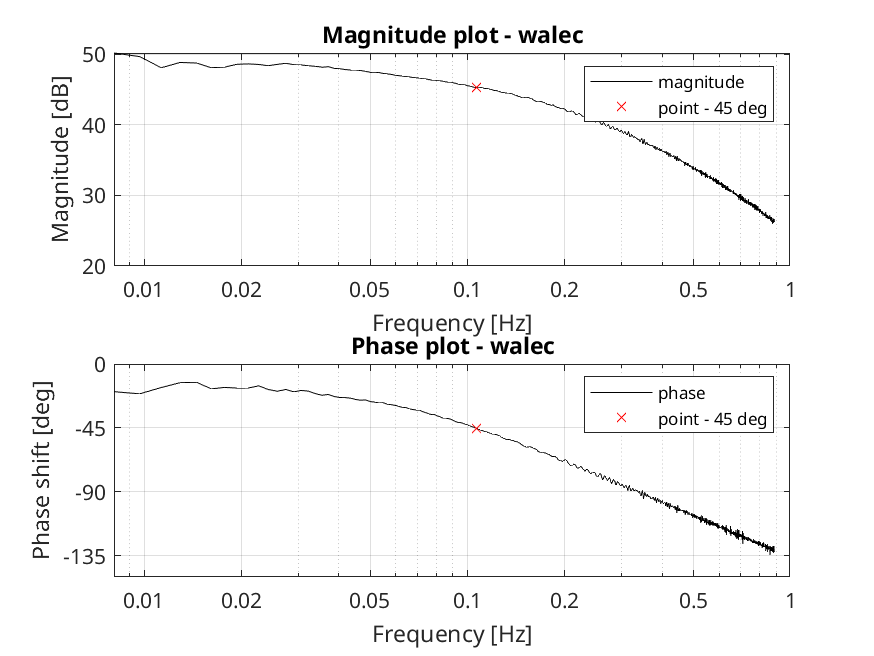 Magnitude plot - walec
50
40
30
20
Magnitude [dB]
magnitude
point - 45 deg
0.01 0.02 0.05 0.1 0.2 0.5 1
Frequency [Hz]
Phase plot - walec
0
-45
-90
-135
Phase shift [deg]
phase
point - 45 deg
0.01 0.02 0.05 0.1 0.2 0.5 1
Frequency [Hz]